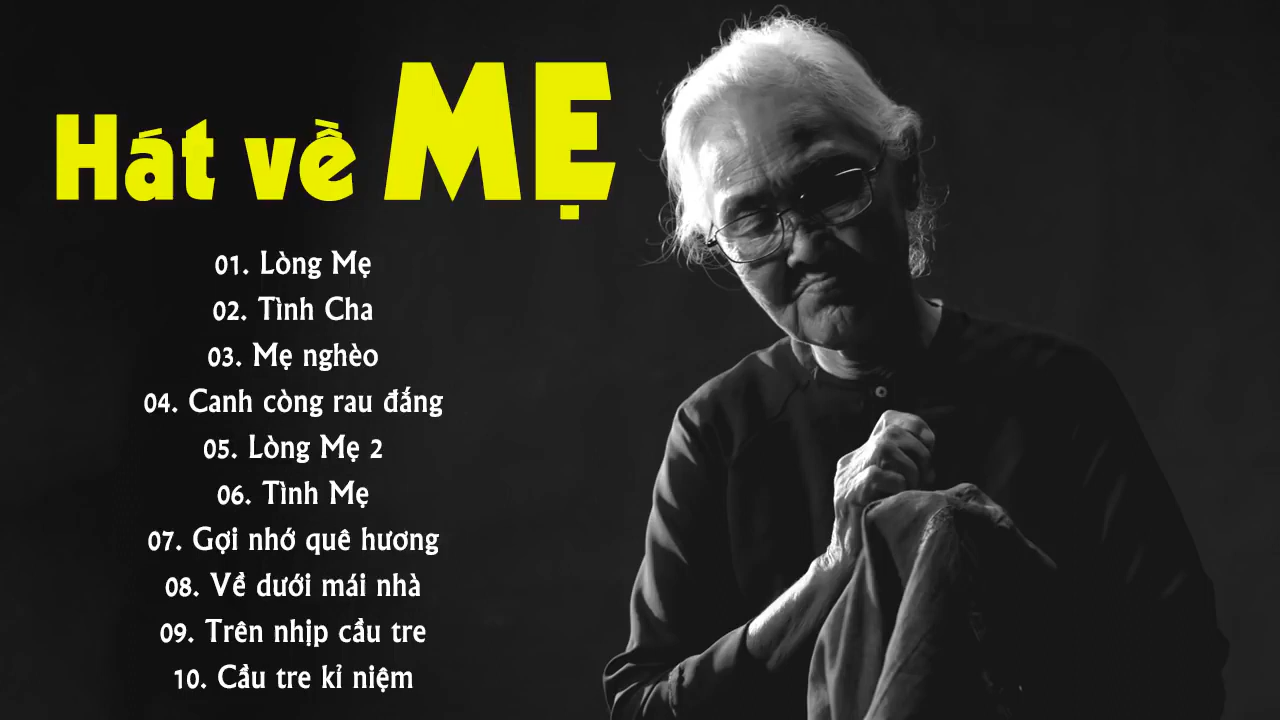 Hát về MẸ
01. Lòng Mẹ
02. Tình Cha
03. Mẹ nghèo
04. Canh còng rau đắng
05. Lòng Mẹ 2
06. Tình Mẹ
07. Gợi nhớ quê hương
08. Về dưới mái nhà
09. Trên nhịp cầu tre
10. Cầu tre kỉ niệm